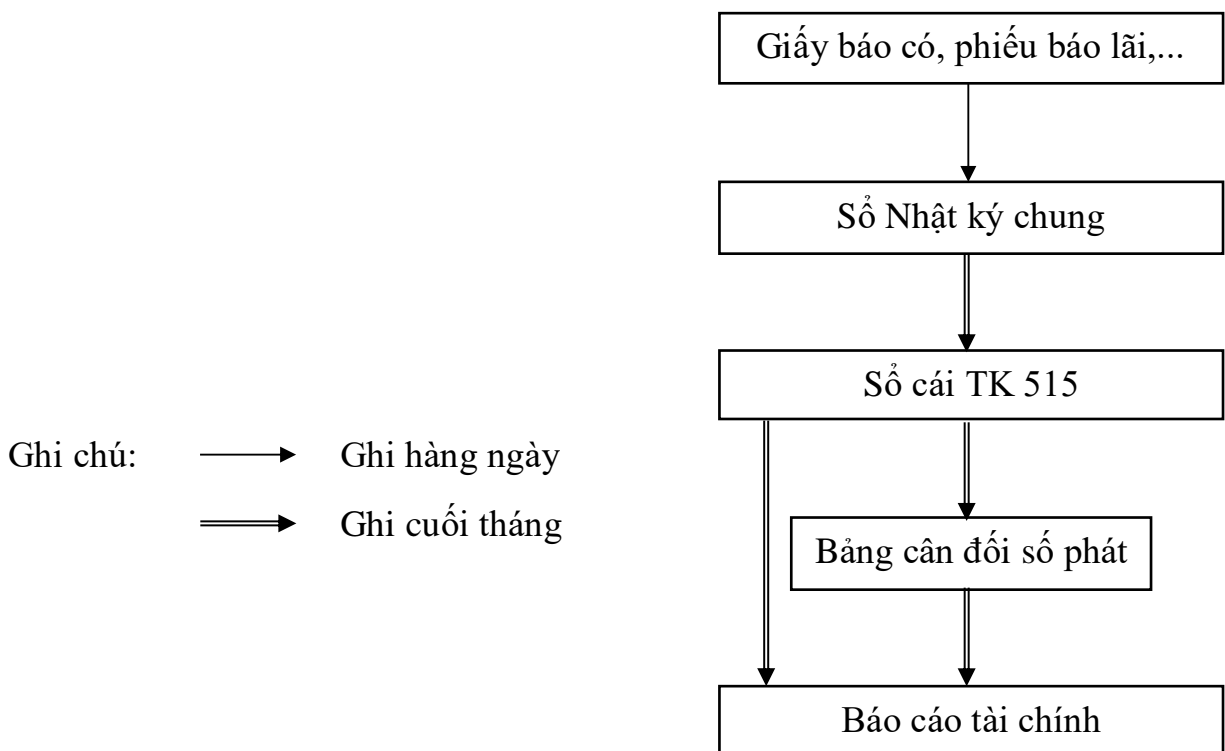 Giấy báo có, phiếu báo lãi,...
Sổ Nhật ký chung
Sổ cái TK 515
Ghi chú:
Ghi hàng ngày
Ghi cuối tháng
Bảng cân đối số phát
Báo cáo tài chính